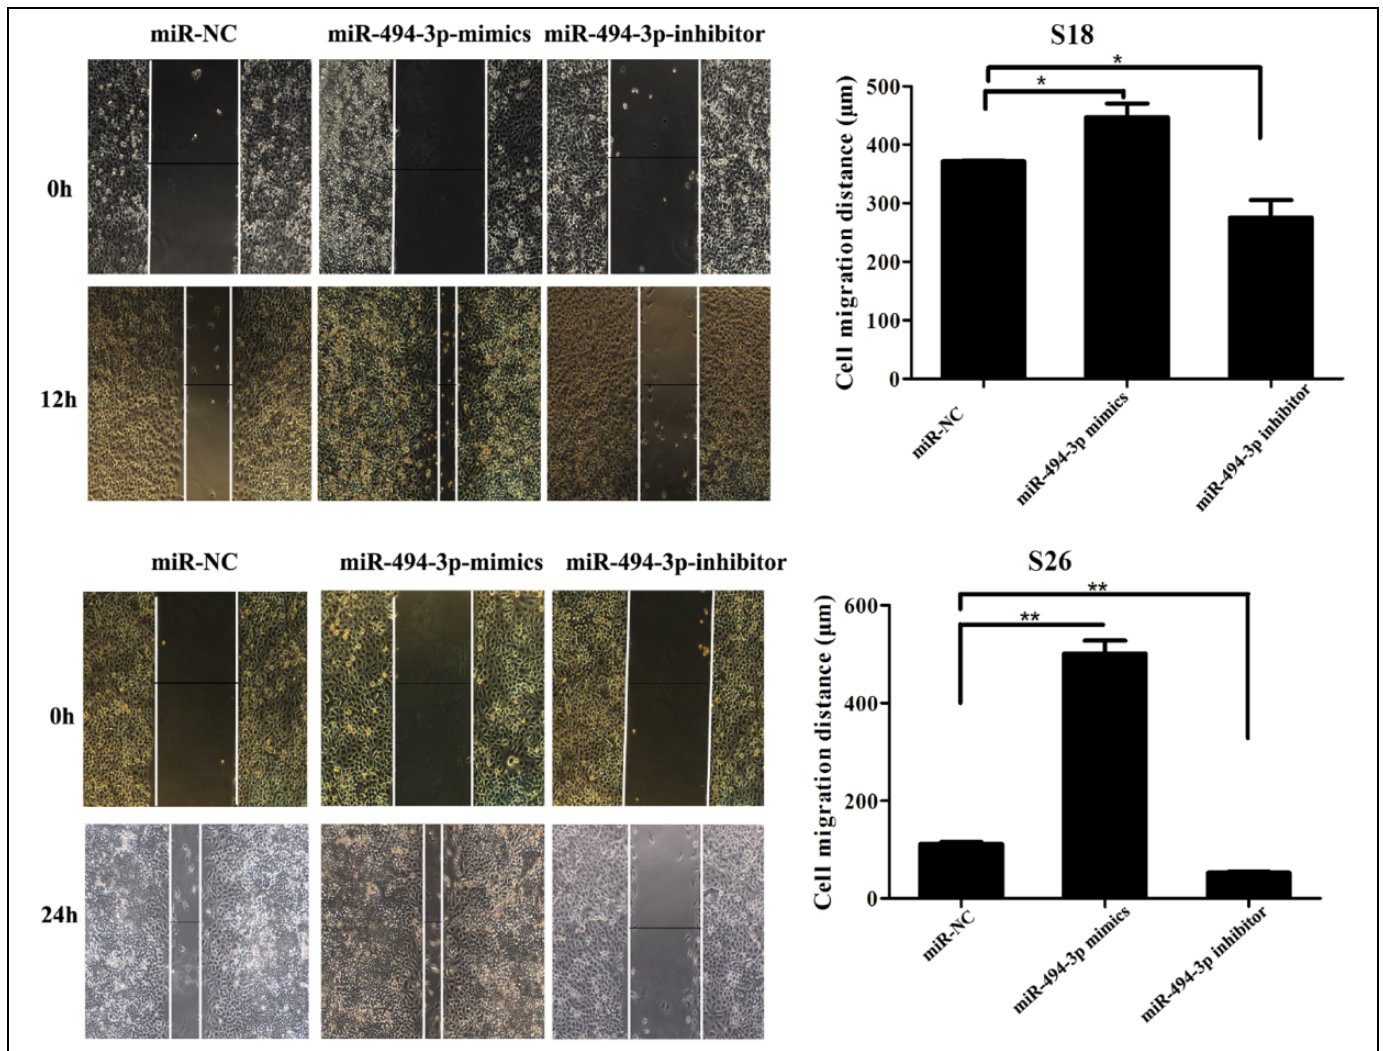 miR-NC miR-494-3p-mimics miR-494-3p-inhibitor
0h
12h
S18
Cell migration distance (μm)
500
400
300
200
100
0
*
*
miR-NC
miR-494-3p mimics
miR-494-3p inhibitor
miR-NC miR-494-3p-mimics miR-494-3p-inhibitor
0h
24h
S26
Cell migration distance (μm)
600
400
200
0
**
**
miR-NC
miR-494-3p mimics
miR-494-3p inhibitor